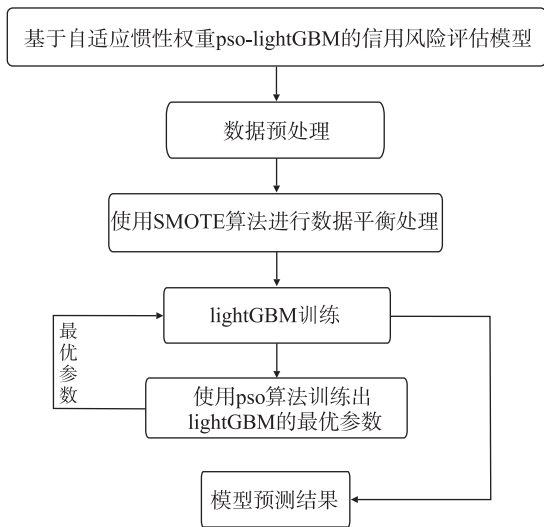 基于自适应惯性权重pso-lightGBM的信用风险评估模型
数据预处理
使用SMOTE算法进行数据平衡处理
lightGBM训练
最优参数
使用pso算法训练出
lightGBM的最优参数
模型预测结果